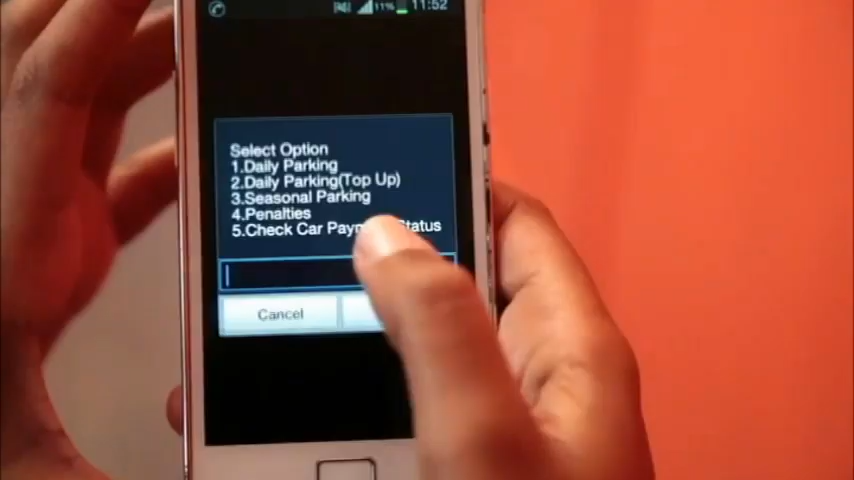 11% 11:52
Select Option
1.Daily Parking
2.Daily Parking(Top Up)
3.Seasonal Parking
4.Penalties
5.Check Car Status
Cancel